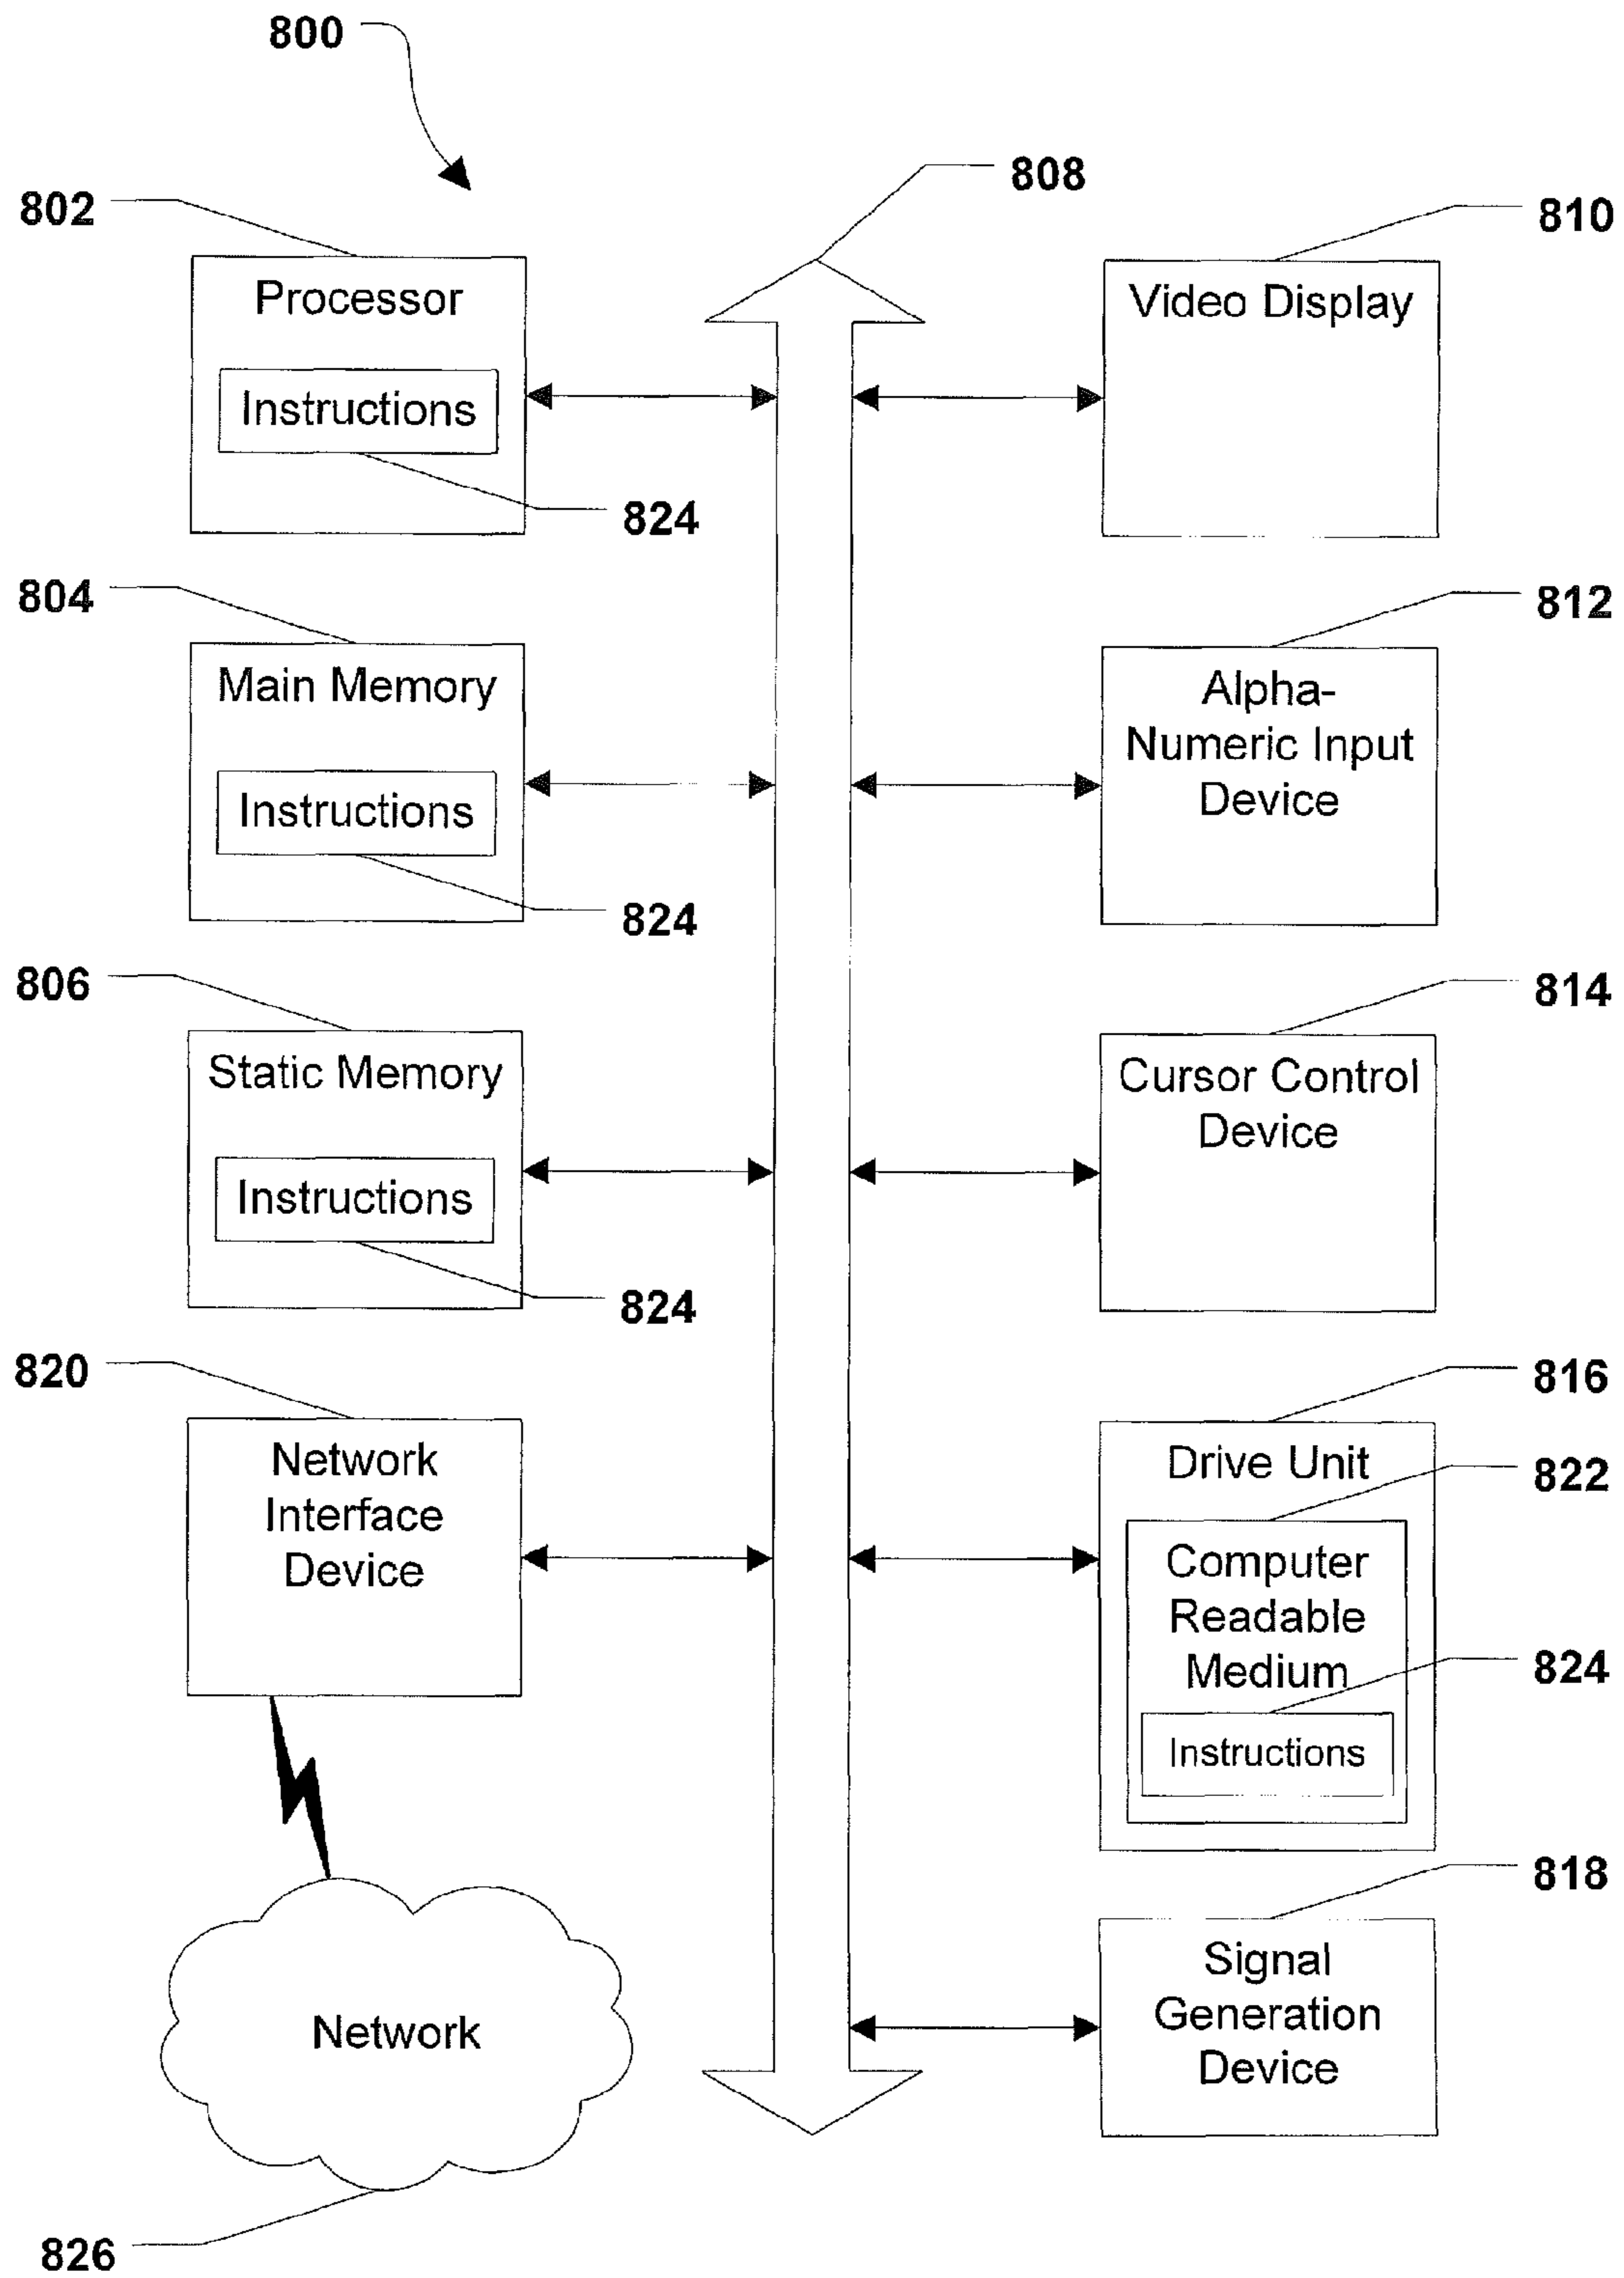 800
808
802
810
Processor
Video Display
Instructions
824
804
812
Main Memory
Alpha-
Numeric Input
Device
Instructions
824
806
814
Static Memory
Cursor Control
Device
Instructions
824
820
816
Network
Interface
Device
Drive Unit
822
Computer
Readable
Medium
824
Instructions
818
Signal
Generation
Device
Network
826